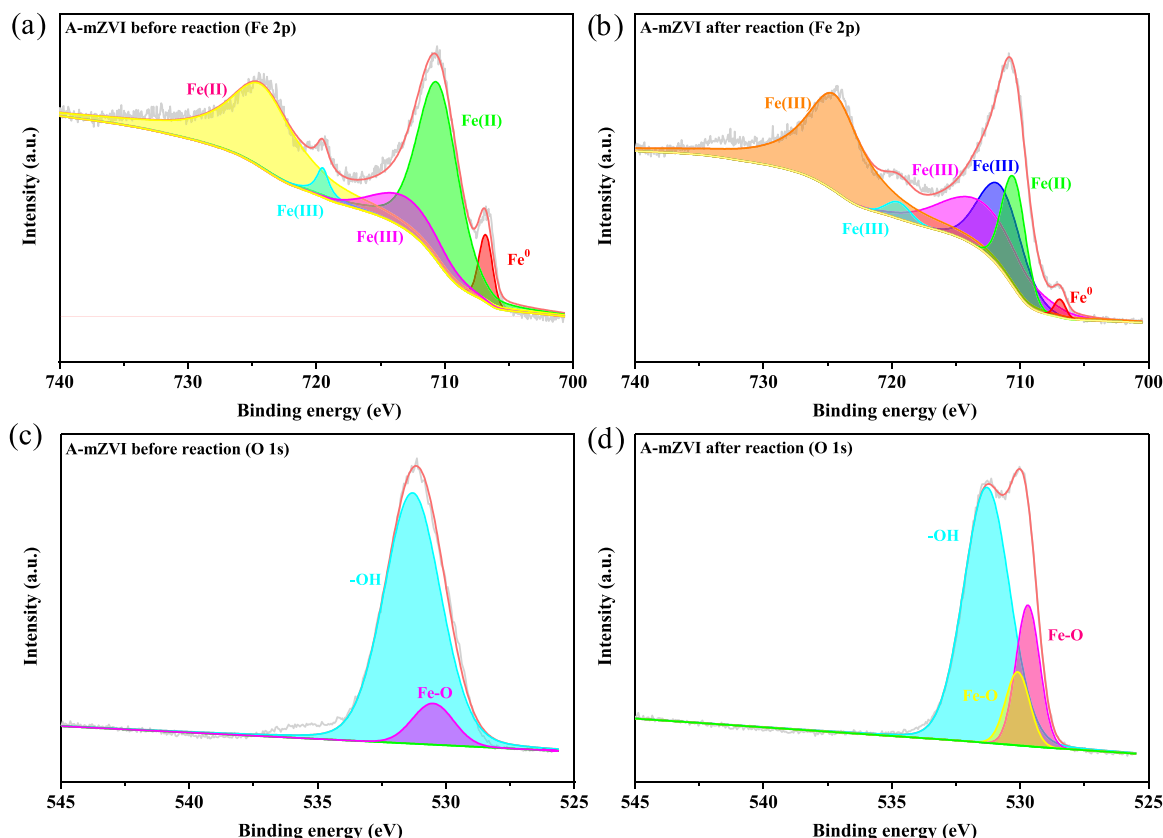 (a)
A-mZVI before reaction (Fe 2p)
Fe(II)
Fe(II)
Fe(III)
Fe(III)
Fe0
Intensity (a.u.)
740
730
720
710
700
Binding energy (eV)
(b)
A-mZVI after reaction (Fe 2p)
Fe(III)
Fe(III)
Fe(III)
Fe(II)
Fe(III)
Fe0
Intensity (a.u.)
740
730
720
710
700
Binding energy (eV)
(c)
A-mZVI before reaction (O 1s)
-OH
Fe-O
Intensity (a.u.)
545
540
535
530
525
Binding energy (eV)
(d)
A-mZVI after reaction (O 1s)
-OH
Fe-O
Fe-O
Intensity (a.u.)
545
540
535
530
525
Binding energy (eV)